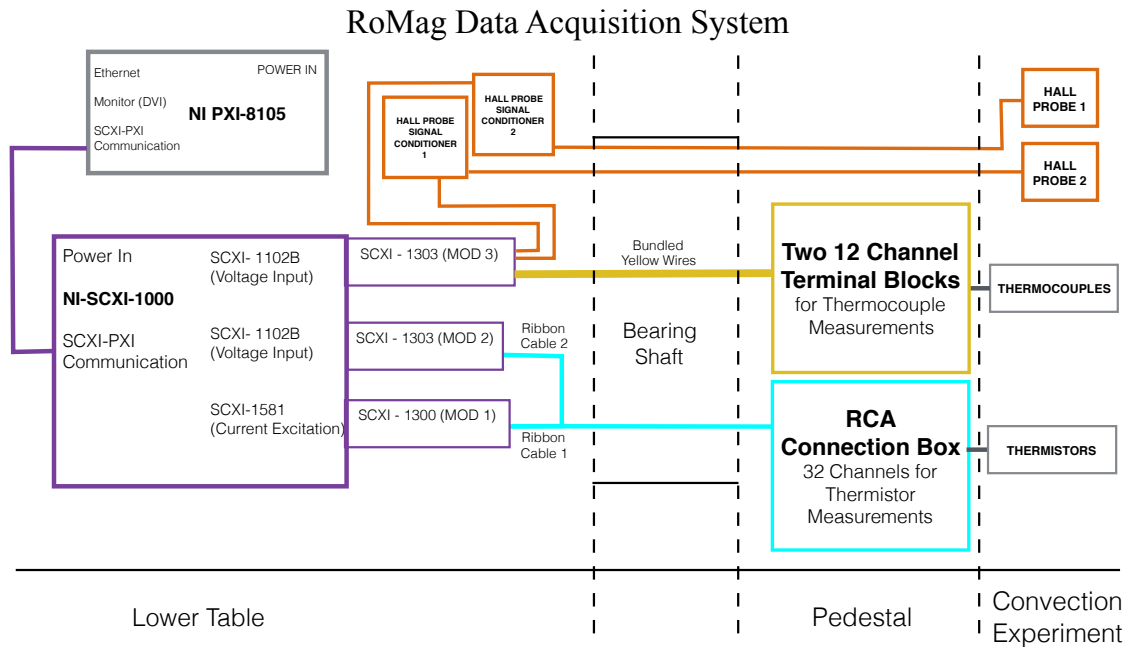 RoMag Data Acquisition System
Ethernet
POWER IN
Monitor (DVI)
NI PXI-8105
SCXI-PXI
Communication
HALL PROBE
SIGNAL
CONDITIONER
2
HALL PROBE
SIGNAL
CONDITIONER
1
HALL
PROBE 1
HALL
PROBE 2
Power In
NI-SCXI-1000
SCXI-PXI
Communication
SCXI- 1102B
(Voltage Input)
SCXI- 1102B
(Voltage Input)
SCXI-1581
(Current Excitation)
SCXI - 1303 (MOD 3)
SCXI - 1303 (MOD 2)
SCXI - 1300 (MOD 1)
Ribbon
Cable 2
Ribbon
Cable 1
Bundled
Yellow Wires
Bearing
Shaft
Two 12 Channel
Terminal Blocks
for Thermocouple
Measurements
THERMOCOUPLES
RCA
Connection Box
32 Channels for
Thermistor
Measurements
THERMISTORS
Lower Table
Pedestal
Convection
Experiment